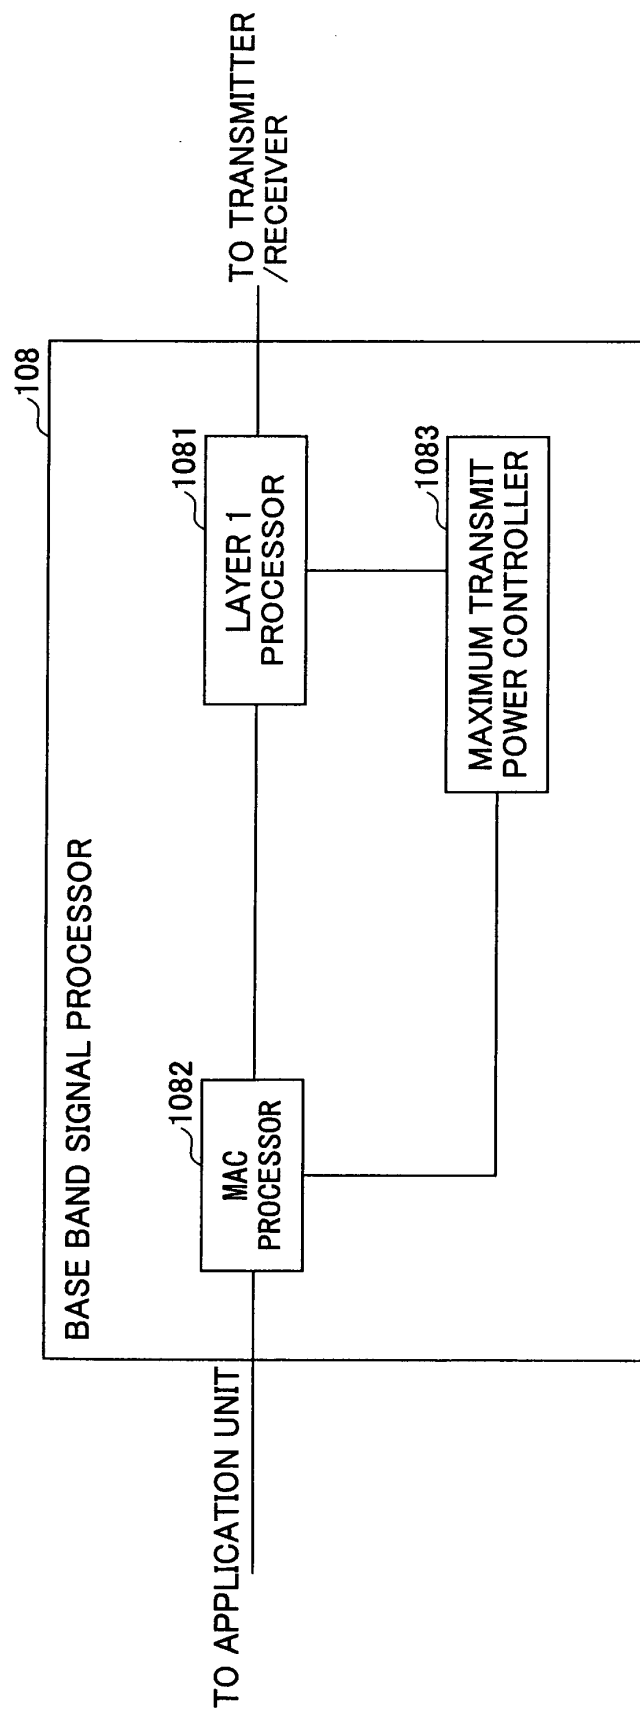 BASE BAND SIGNAL PROCESSOR
108
TO APPLICATION UNIT
1082
MAC
PROCESSOR
1081
LAYER 1
PROCESSOR
TO TRANSMITTER
/RECEIVER
1083
MAXIMUM TRANSMIT
POWER CONTROLLER